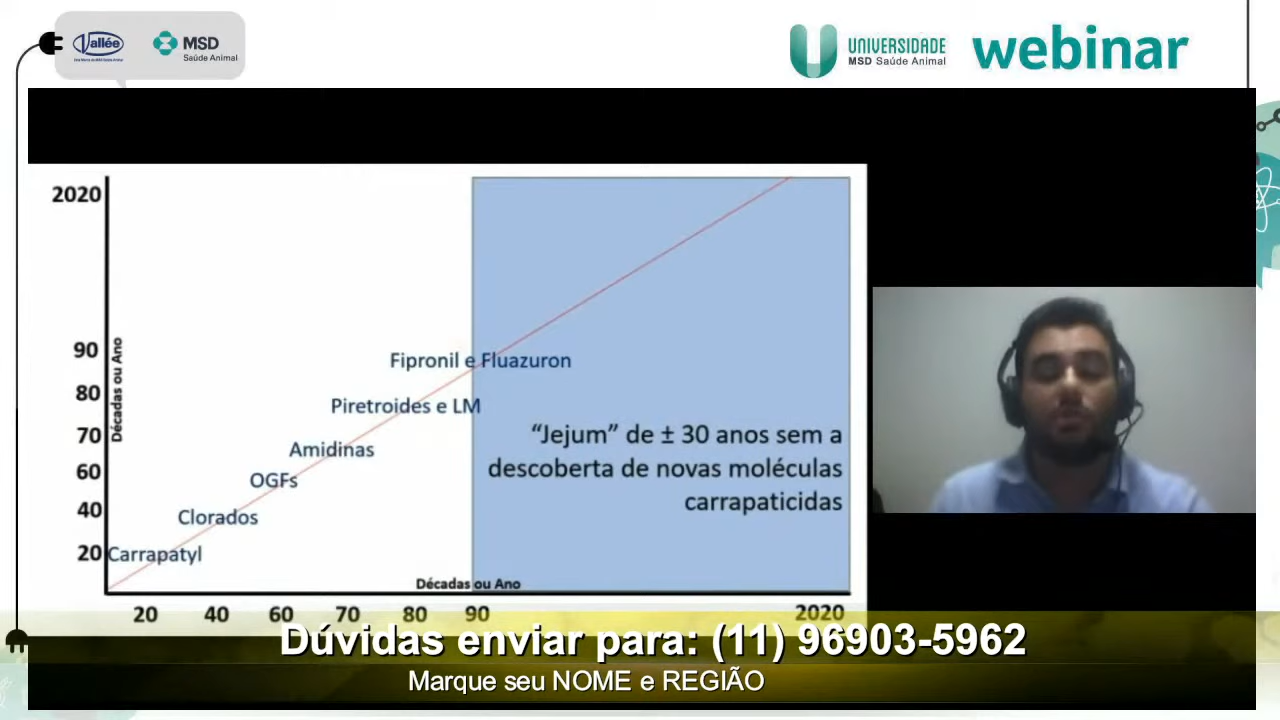 Vallée
MSD
Saúde Animal
UNIVERSIDADE
MSD Saúde Animal
webinar
2020
90
80
70
60
40
20
Décadas ou Ano
Fipronil e Fluazuron
Piretroides e LM
Amidinas
OGFs
Clorados
Carrapatyl
“Jejum” de ± 30 anos sem a
descoberta de novas moléculas
carrapaticidas
Décadas ou Ano
20 40 60 70 80 90 2020
Dúvidas enviar para: (11) 96903-5962
Marque seu NOME e REGIÃO